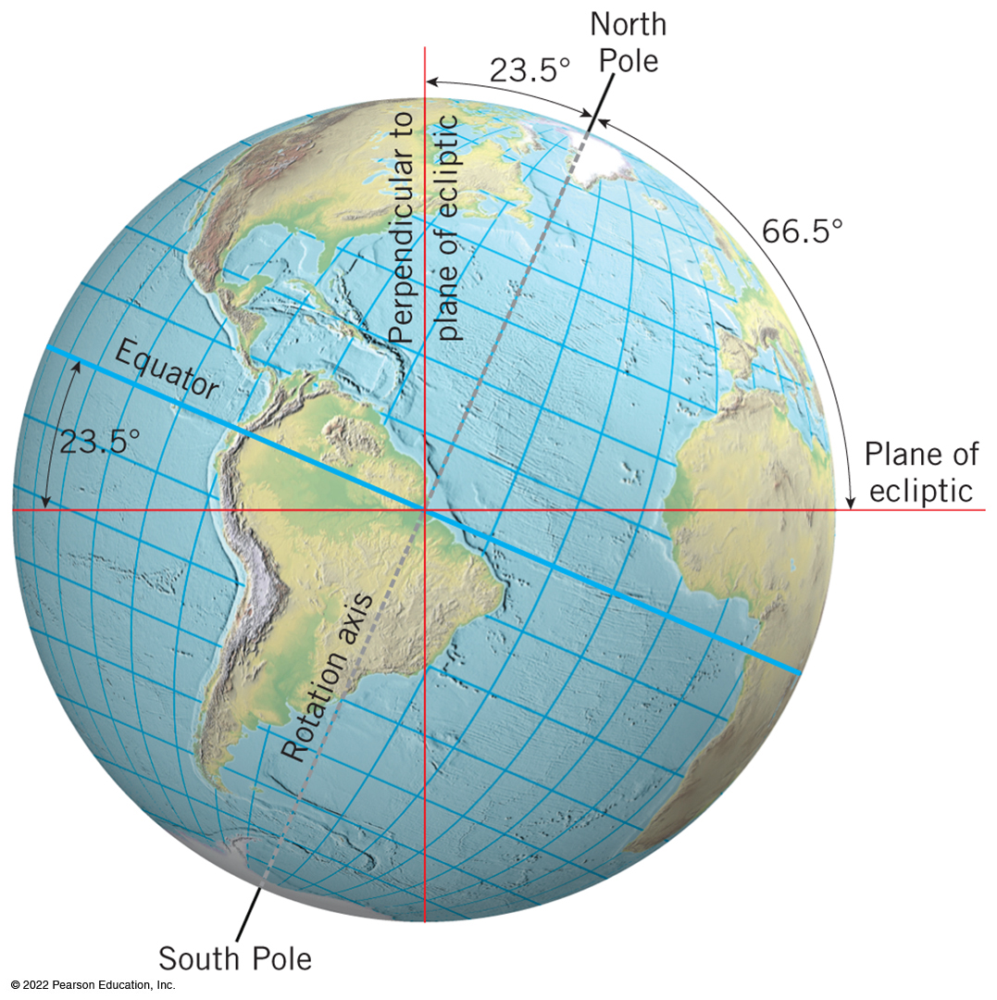 North
Pole
23.5°
Perpendicular to
plane of ecliptic
66.5°
Equator
23.5°
Plane of
ecliptic
Rotation axis
South Pole
© 2022 Pearson Education, Inc.